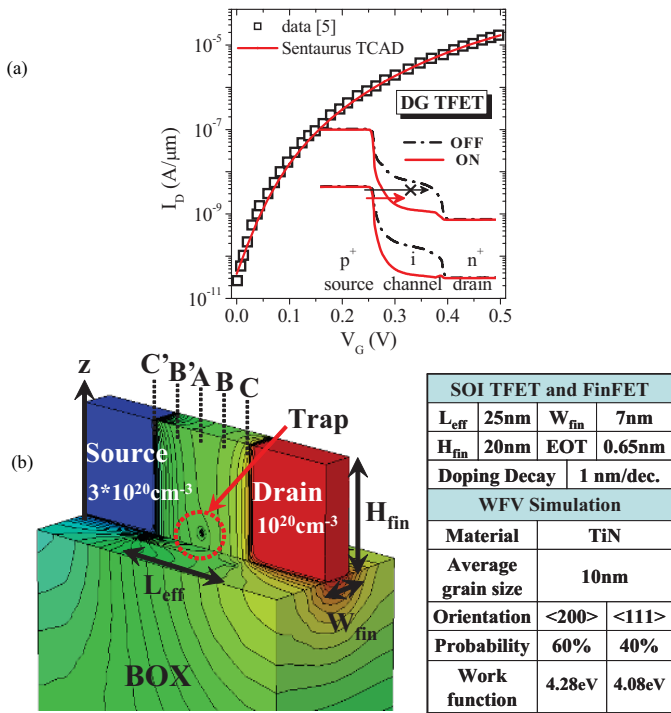 (a)
data [5]
Sentaurus TCAD
DG TFET
OFF
ON
p+ i n+
source channel drain
I_D (A/μm)
10^-5
10^-7
10^-9
10^-11
0.0 0.1 0.2 0.3 0.4 0.5
V_G (V)
(b)
z
C' B' A B C
Trap
Source
3*10^20cm^-3
Drain
10^20cm^-3
H_fin
L_eff
W_fin
BOX
SOI TFET and FinFET
L_eff 25nm W_fin 7nm
H_fin 20nm EOT 0.65nm
Doping Decay 1 nm/dec.
WFV Simulation
Material TiN
Average
grain size
10nm
Orientation <200> <111>
Probability 60% 40%
Work
function
4.28eV 4.08eV